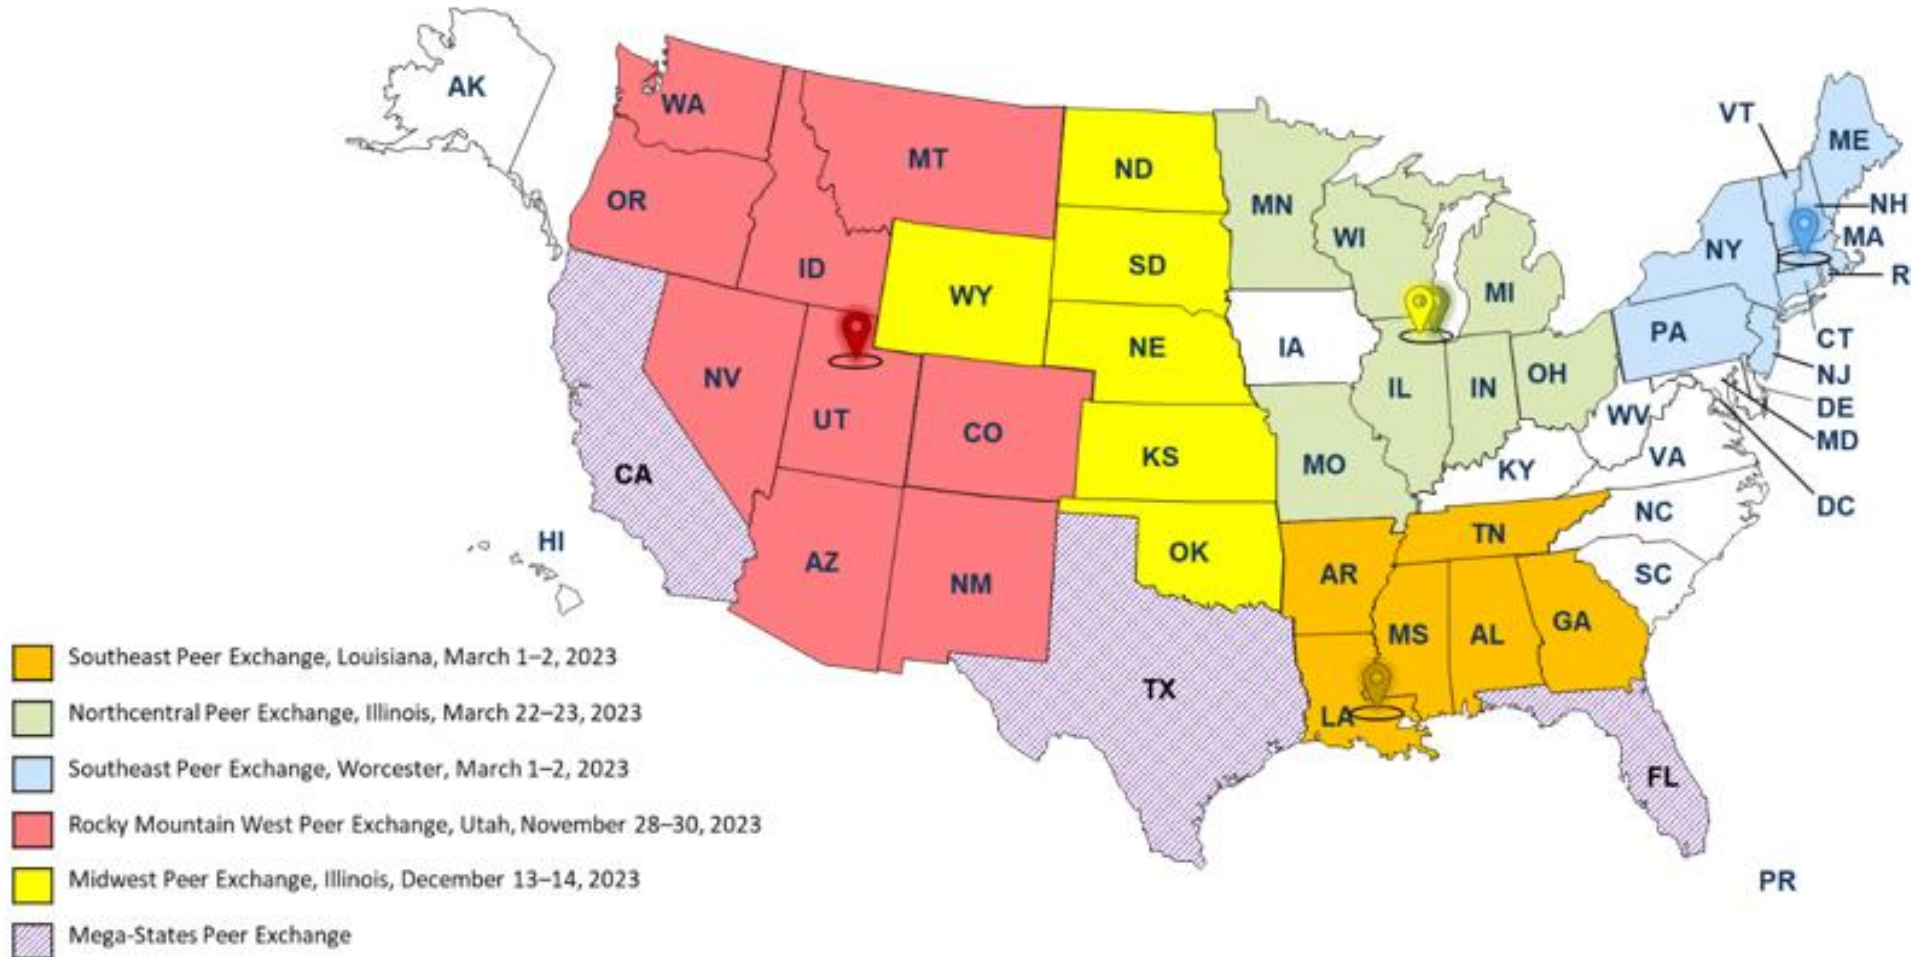 AK
WA
MT
ND
MN
VT
ME
OR
ID
WY
SD
WI
MI
NY
NH
MA
R
NV
UT
CO
NE
IA
IL
IN
OH
PA
CT
NJ
DE
MD
CA
KS
MO
KY
WV
VA
DC
HI
AZ
NM
OK
AR
TN
NC
SC
MS
AL
GA
TX
LA
FL
PR
Southeast Peer Exchange, Louisiana, March 1–2, 2023
Northcentral Peer Exchange, Illinois, March 22–23, 2023
Southeast Peer Exchange, Worcester, March 1–2, 2023
Rocky Mountain West Peer Exchange, Utah, November 28–30, 2023
Midwest Peer Exchange, Illinois, December 13–14, 2023
Mega-States Peer Exchange